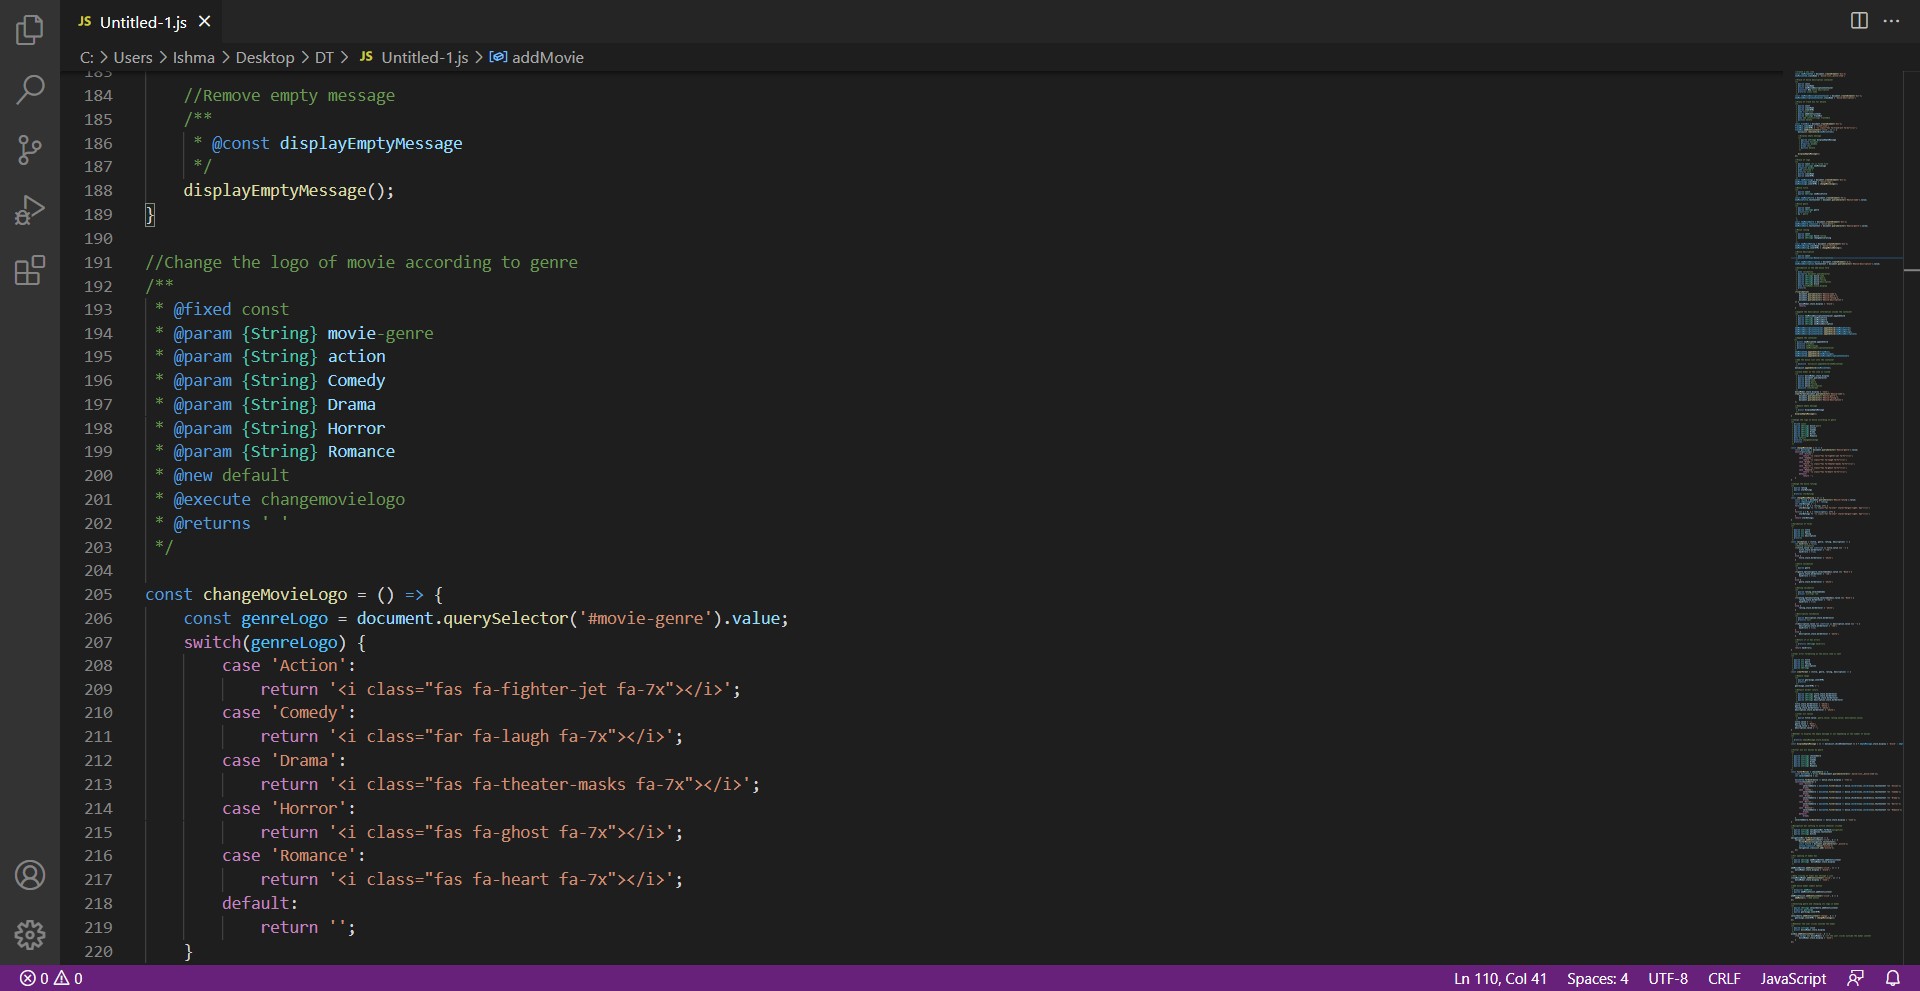 JS Untitled-1.js
C: > Users > Ishma > Desktop > DT > JS Untitled-1.js > addMovie
183
184 //Remove empty message
185 /**
186 * @const displayEmptyMessage
187 */
188 displayEmptyMessage();
189 }
190
191 //Change the logo of movie according to genre
192 /**
193 * @fixed const
194 * @param {String} movie-genre
195 * @param {String} action
196 * @param {String} Comedy
197 * @param {String} Drama
198 * @param {String} Horror
199 * @param {String} Romance
200 * @new default
201 * @execute changemovielogo
202 * @returns ' '
203 */
204
205 const changeMovieLogo = () => {
206 const genreLogo = document.querySelector('#movie-genre').value;
207 switch(genreLogo) {
208 case 'Action':
209 return '<i class="fas fa-fighter-jet fa-7x"></i>';
210 case 'Comedy':
211 return '<i class="far fa-laugh fa-7x"></i>';
212 case 'Drama':
213 return '<i class="fas fa-theater-masks fa-7x"></i>';
214 case 'Horror':
215 return '<i class="fas fa-ghost fa-7x"></i>';
216 case 'Romance':
217 return '<i class="fas fa-heart fa-7x"></i>';
218 default:
219 return '';
220 }
0 0 Ln 110, Col 41 Spaces: 4 UTF-8 CRLF JavaScript